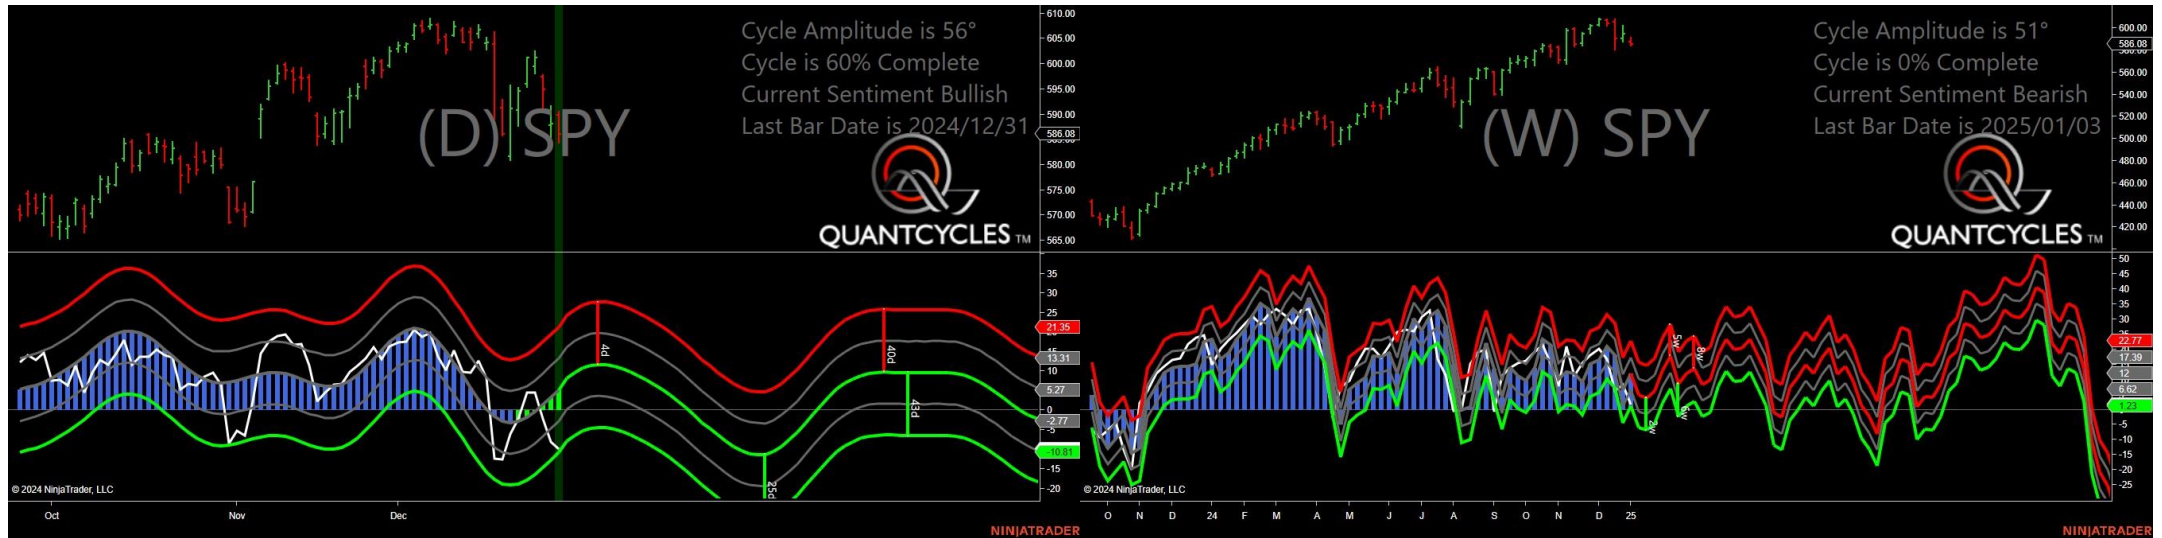 Cycle Amplitude is 56°
Cycle is 60% Complete
Current Sentiment Bullish
Last Bar Date is 2024/12/31
(D) SPY
QUANTCYCLES TM
610.00
605.00
600.00
595.00
590.00
586.08
580.00
575.00
570.00
565.00
35
30
25
21.35
15
13.31
10
5.27
0
-2.77
-5
-10.81
-15
-20
4d
40d
43d
25d
© 2024 NinjaTrader, LLC
Oct Nov Dec
NINJATRADER
Cycle Amplitude is 51°
Cycle is 0% Complete
Current Sentiment Bearish
Last Bar Date is 2025/01/03
(W) SPY
QUANTCYCLES TM
600.00
586.08
560.00
540.00
520.00
500.00
480.00
460.00
440.00
420.00
50
45
40
35
30
22.77
17.39
12
6.62
1.23
-5
-10
-15
-20
-25
5w
8w
6w
2w
© 2024 NinjaTrader, LLC
O N D 24 F M A M J J A S O N D 25
NINJATRADER